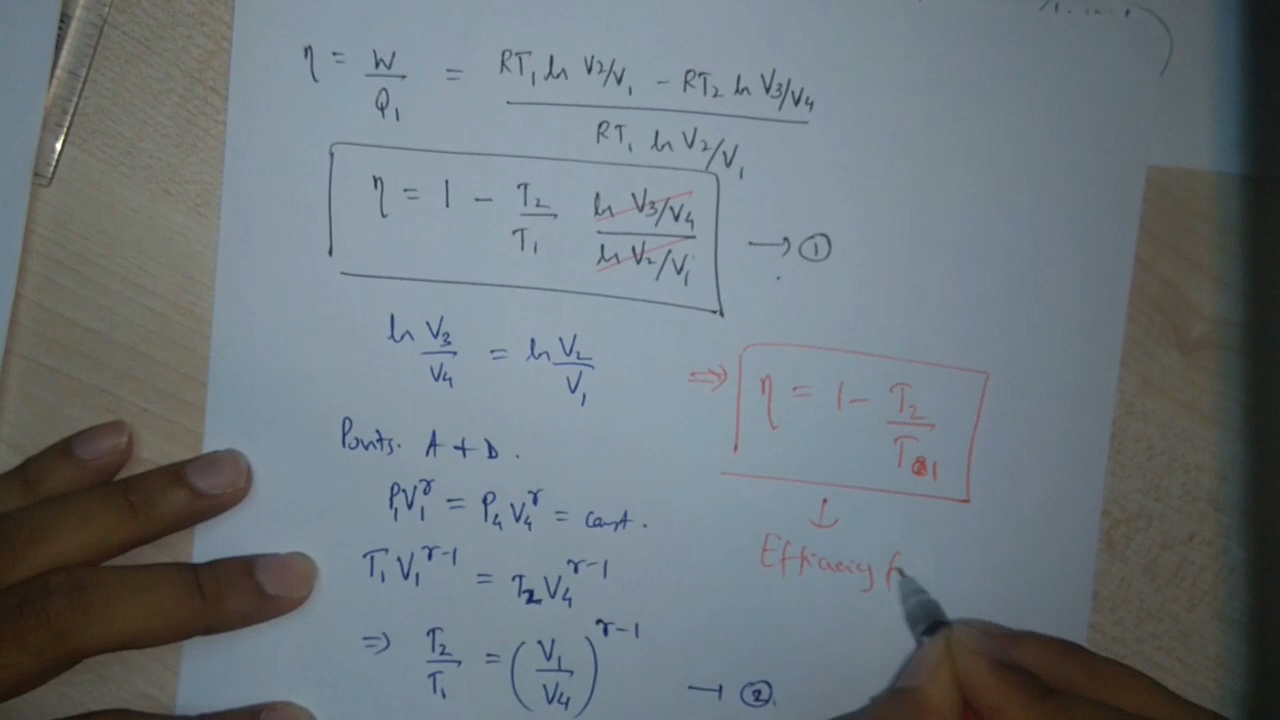 η = W/Q₁ = (RT₁ ln V2/V₁ − RT₂ ln V3/V4) / (RT₁ ln V2/V₁)
η = 1 − T₂/T₁ (ln V3/V4)/(ln V2/V₁) → ①
ln V₃/V₄ = ln V₂/V₁
⇒ η = 1 − T₂/T₁
Points. A + D.
P₁V₁^γ = P₄V₄^γ = const.
↓
T₁V₁^γ-1 = T₂V₄^γ-1
Efficiency f
⇒ T₂/T₁ = (V₁/V₄)^γ-1 → ②